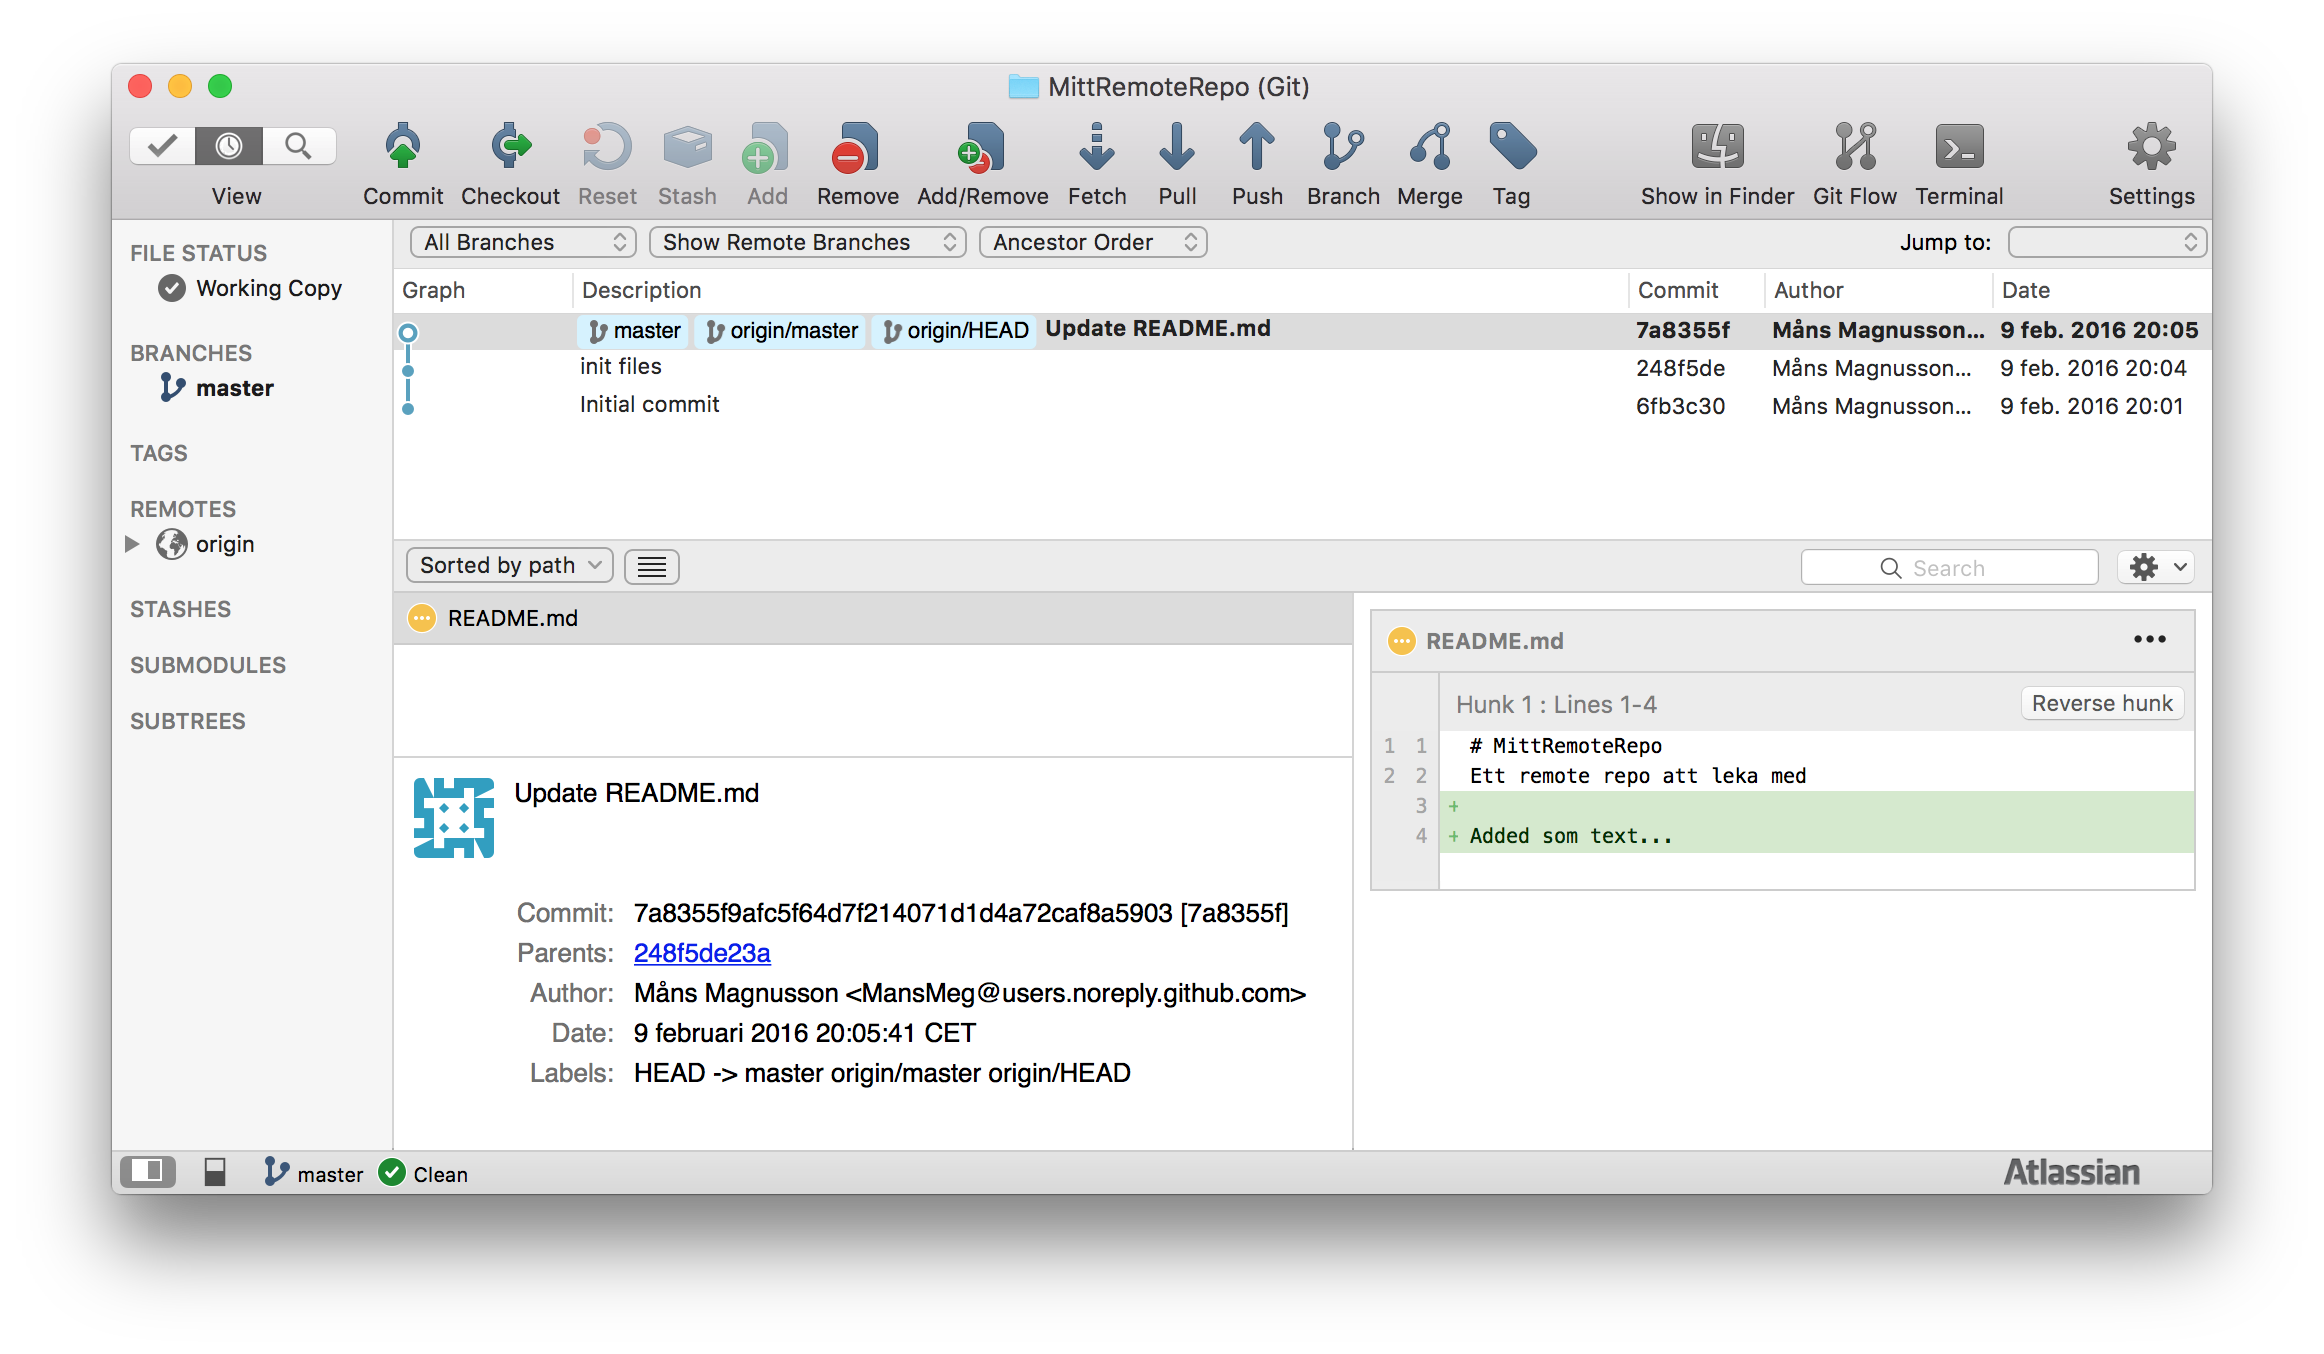 MittRemoteRepo (Git)
View Commit Checkout Reset Stash Add Remove Add/Remove Fetch Pull Push Branch Merge Tag Show in Finder Git Flow Terminal Settings
FILE STATUS
Working Copy
BRANCHES
master
TAGS
REMOTES
origin
STASHES
SUBMODULES
SUBTREES
All Branches Show Remote Branches Ancestor Order Jump to:
Graph Description Commit Author Date
master origin/master origin/HEAD Update README.md 7a8355f Måns Magnusson... 9 feb. 2016 20:05
init files 248f5de Måns Magnusson... 9 feb. 2016 20:04
Initial commit 6fb3c30 Måns Magnusson... 9 feb. 2016 20:01
Sorted by path Search
README.md
Update README.md
Commit: 7a8355f9afc5f64d7f214071d1d4a72caf8a5903 [7a8355f]
Parents: 248f5de23a
Author: Måns Magnusson <MansMeg@users.noreply.github.com>
Date: 9 februari 2016 20:05:41 CET
Labels: HEAD -> master origin/master origin/HEAD
README.md
Hunk 1 : Lines 1-4 Reverse hunk
1 1 # MittRemoteRepo
2 2 Ett remote repo att leka med
3 +
4 + Added som text...
master Clean Atlassian